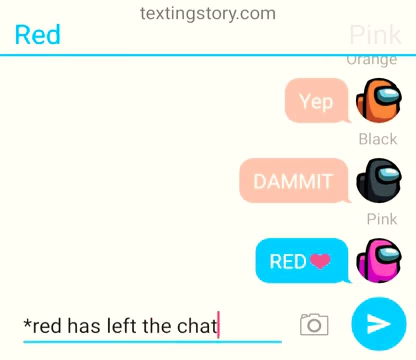 textingstory.com
Red
Pink
Orange
Yep
Black
DAMMIT
Pink
RED💗
*red has left the chat